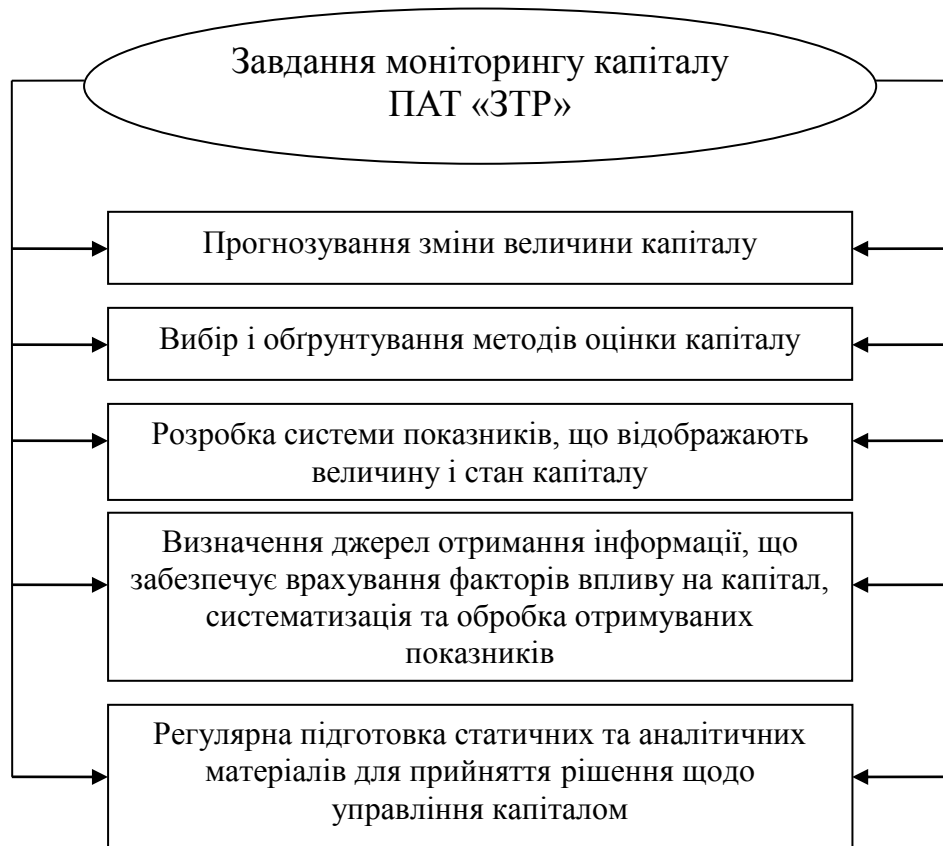 Завдання моніторингу капіталу
ПАТ «ЗТР»
Прогнозування зміни величини капіталу
Вибір і обґрунтування методів оцінки капіталу
Розробка системи показників, що відображають
величину і стан капіталу
Визначення джерел отримання інформації, що
забезпечує врахування факторів впливу на капітал,
систематизація та обробка отримуваних
показників
Регулярна підготовка статичних та аналітичних
матеріалів для прийняття рішення щодо
управління капіталом